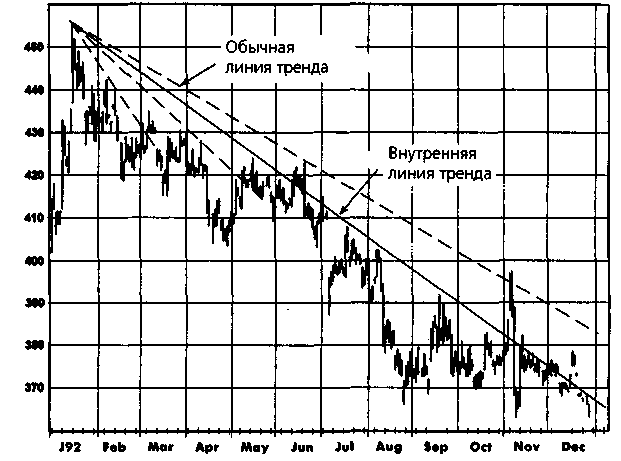 Обычная
линия тренда
450
440
430
Внутренняя
линия тренда
420
410
400
390
380
370
J92 Feb Mar Apr May Jun Jul Aug Sep Oct Nov Dec